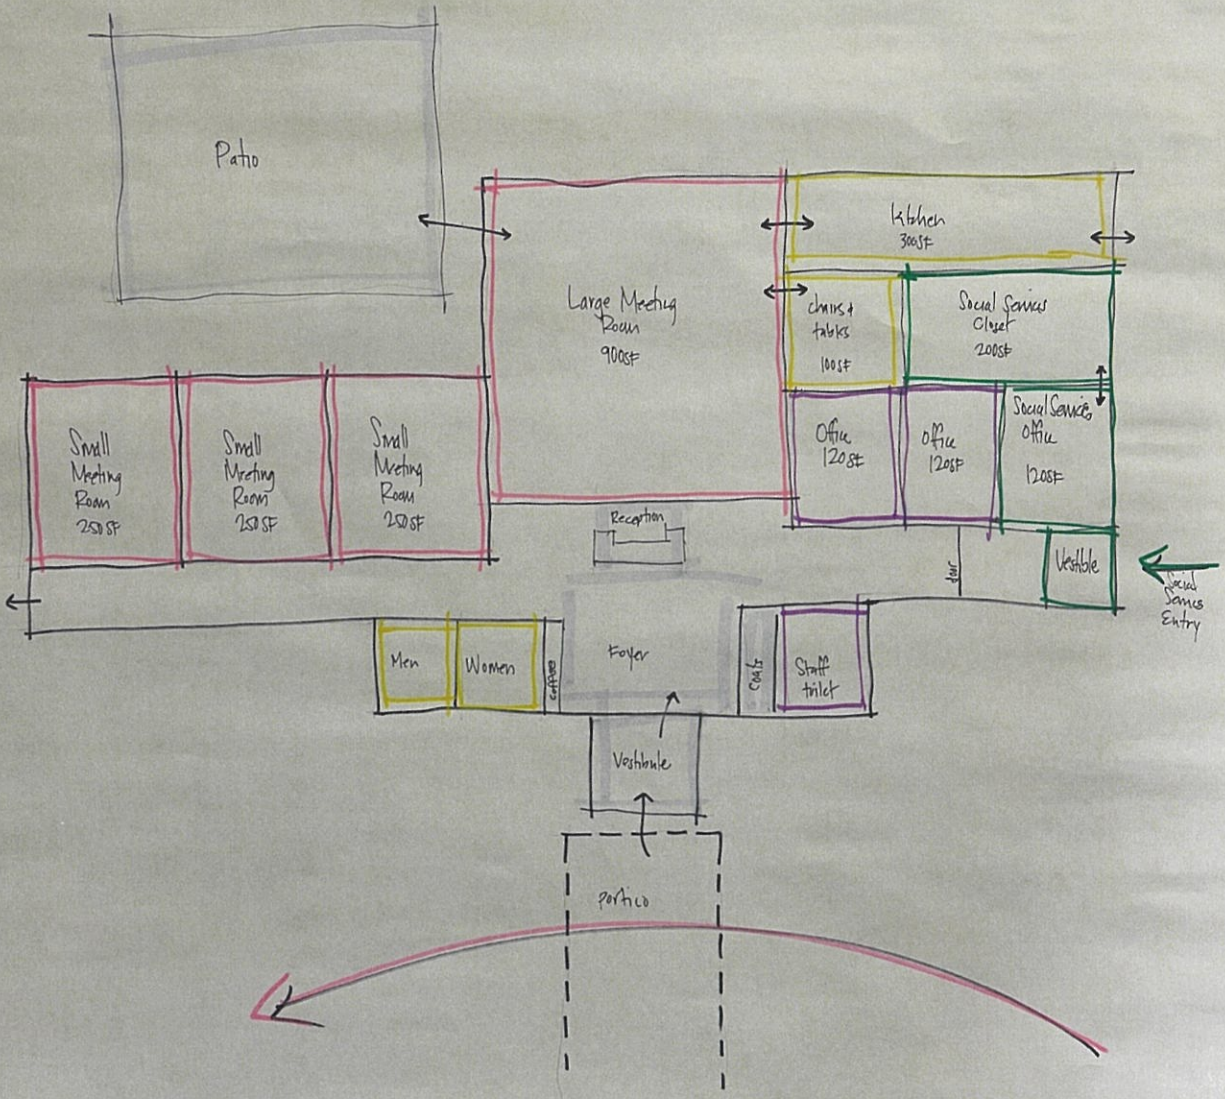 Patio
Kitchen
300SF
Large Meeting
Room
900SF
chairs &
tables
100SF
Social Services
Closet
200SF
Small
Meeting
Room
250SF
Small
Meeting
Room
250SF
Small
Meeting
Room
250SF
Office
120SF
Office
120SF
Social Services
Office
120SF
Reception
door
Vestible
Social
Services
Entry
Men
Women
coffee
Foyer
Coats
Staff
toilet
Vestibule
portico